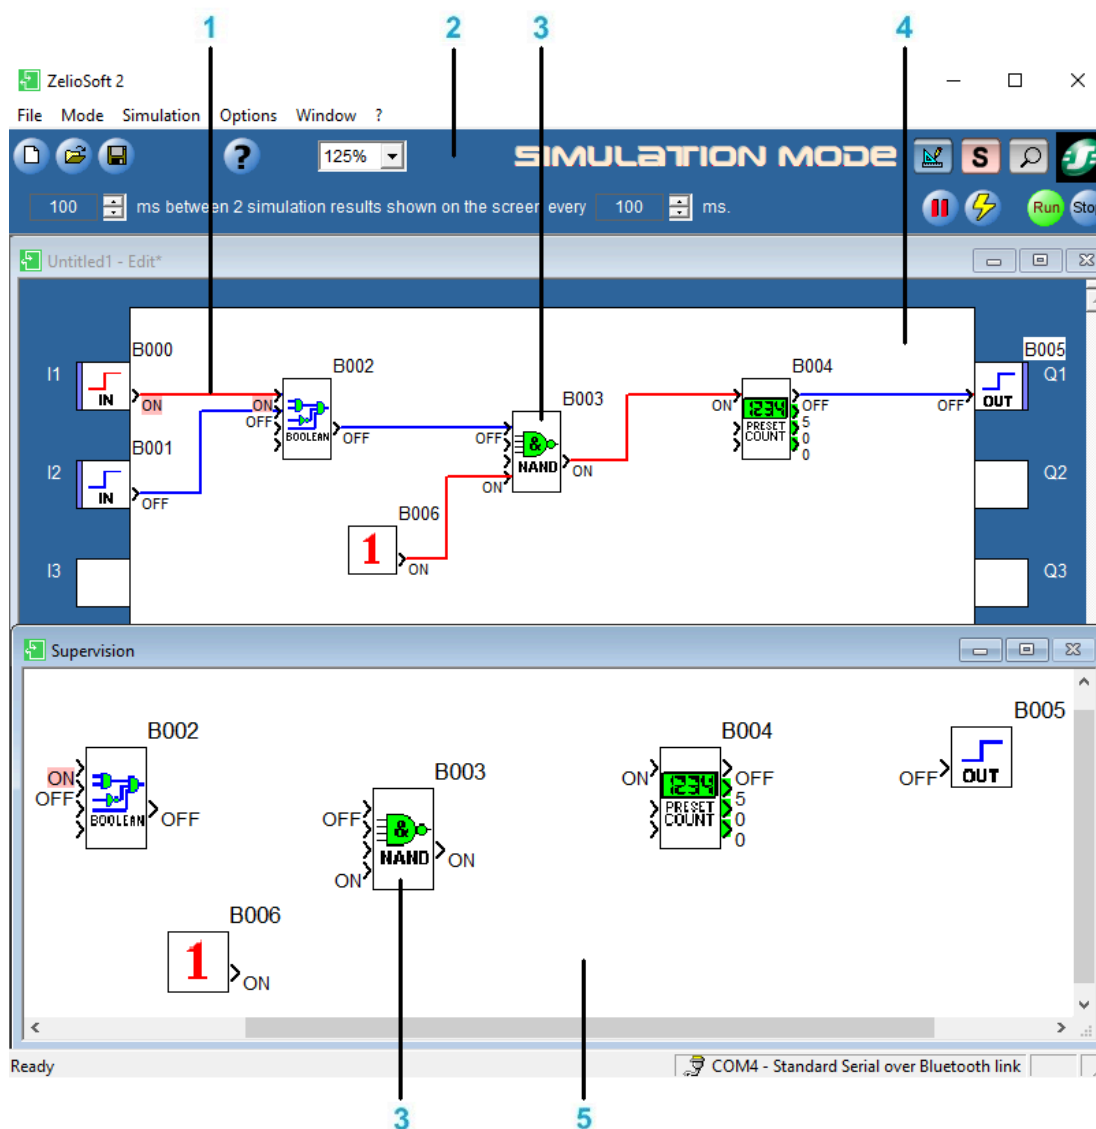 1 2 3 4
ZelioSoft 2
File Mode Simulation Options Window ?
? 125% SIMULATION MODE S
100 ms between 2 simulation results shown on the screen every 100 ms. Run Sto
Untitled1 - Edit*
B000 B005
I1 IN ON
B002
ON
OFF
BOOLEAN
OFF
B003
OFF
&
NAND
ON
ON
B004
ON
1234
PRESET
COUNT
OFF
5
0
0
OFF OUT Q1
B001
I2 IN OFF Q2
B006
1 ON
I3 Q3
Supervision
B002
ON
OFF
BOOLEAN
OFF
B003
OFF
&
NAND
ON
ON
B004
ON
1234
PRESET
COUNT
OFF
5
0
0
B005
OFF OUT
B006
1 ON
Ready COM4 - Standard Serial over Bluetooth link
3 5